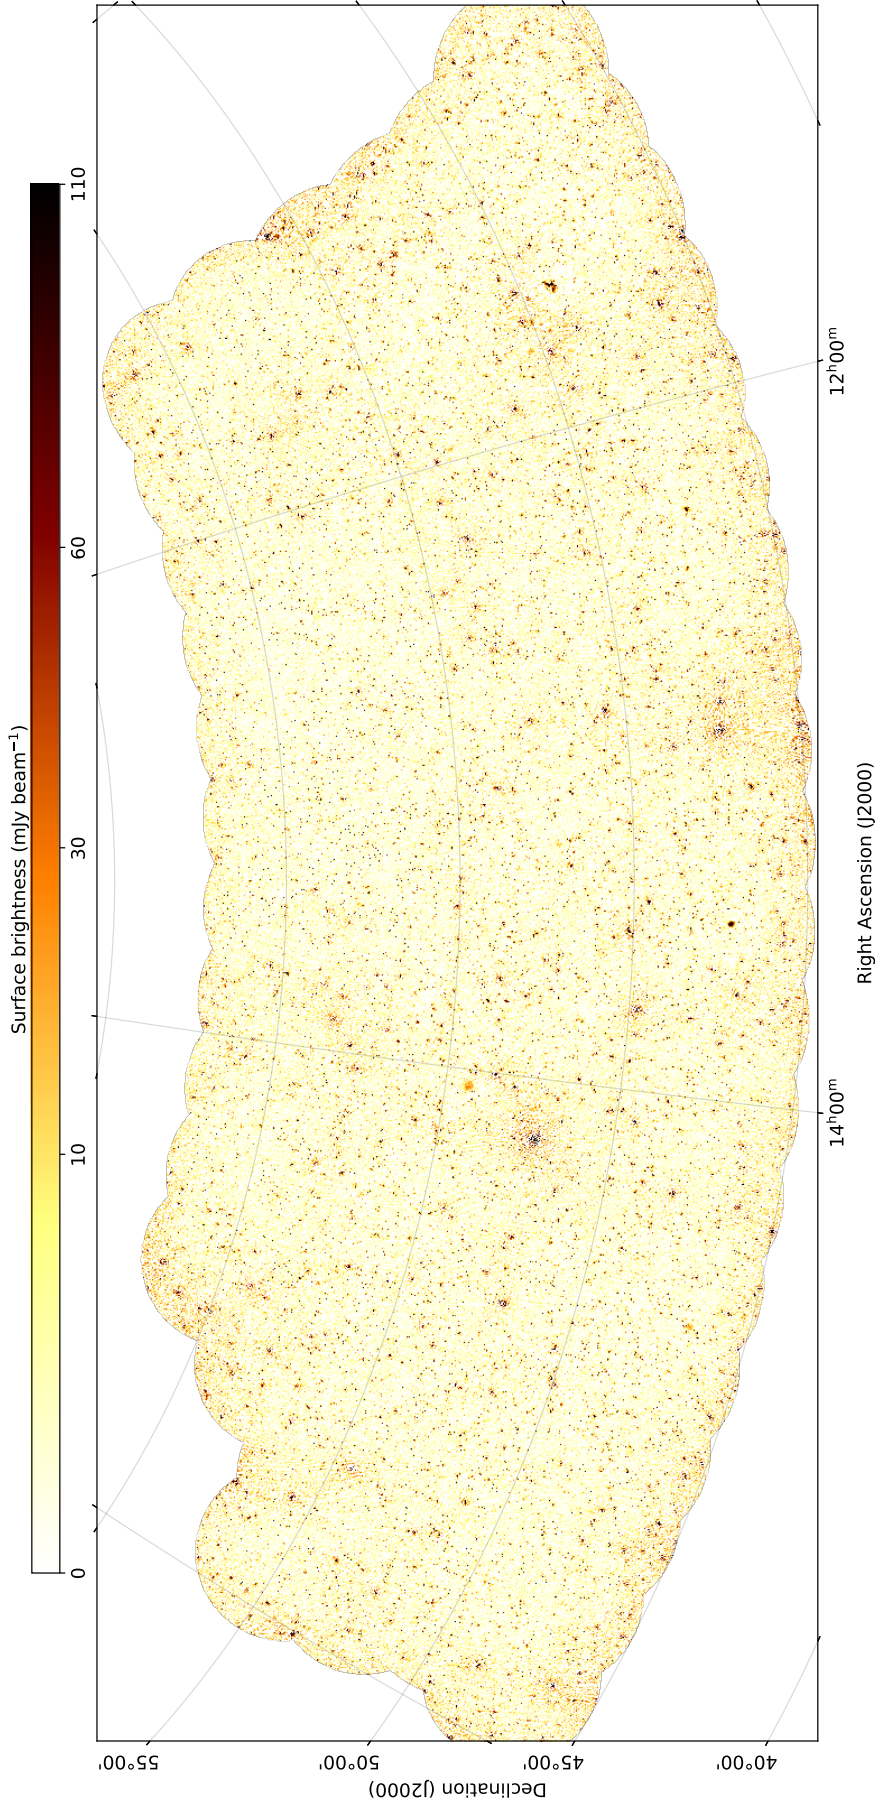 Surface brightness (mJy beam⁻¹)
0
10
30
60
110
55°00'
50°00'
45°00'
40°00'
Declination (J2000)
14ʰ00ᵐ
12ʰ00ᵐ
Right Ascension (J2000)